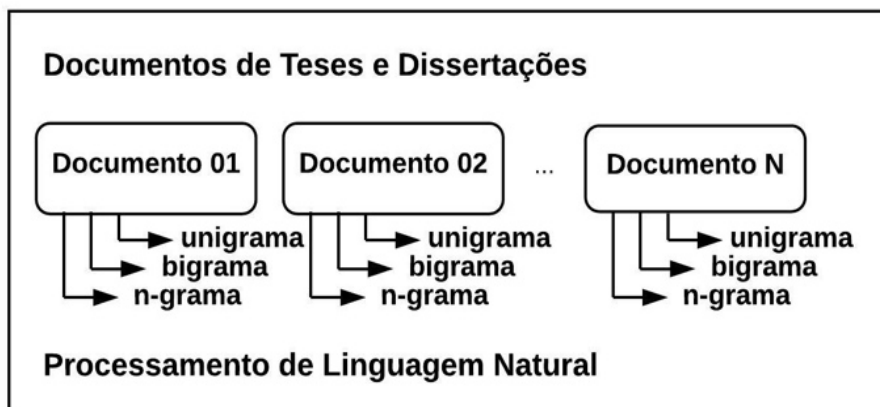 Documentos de Teses e Dissertações
Documento 01 Documento 02 ... Documento N
unigrama unigrama unigrama
bigrama bigrama bigrama
n-grama n-grama n-grama
Processamento de Linguagem Natural